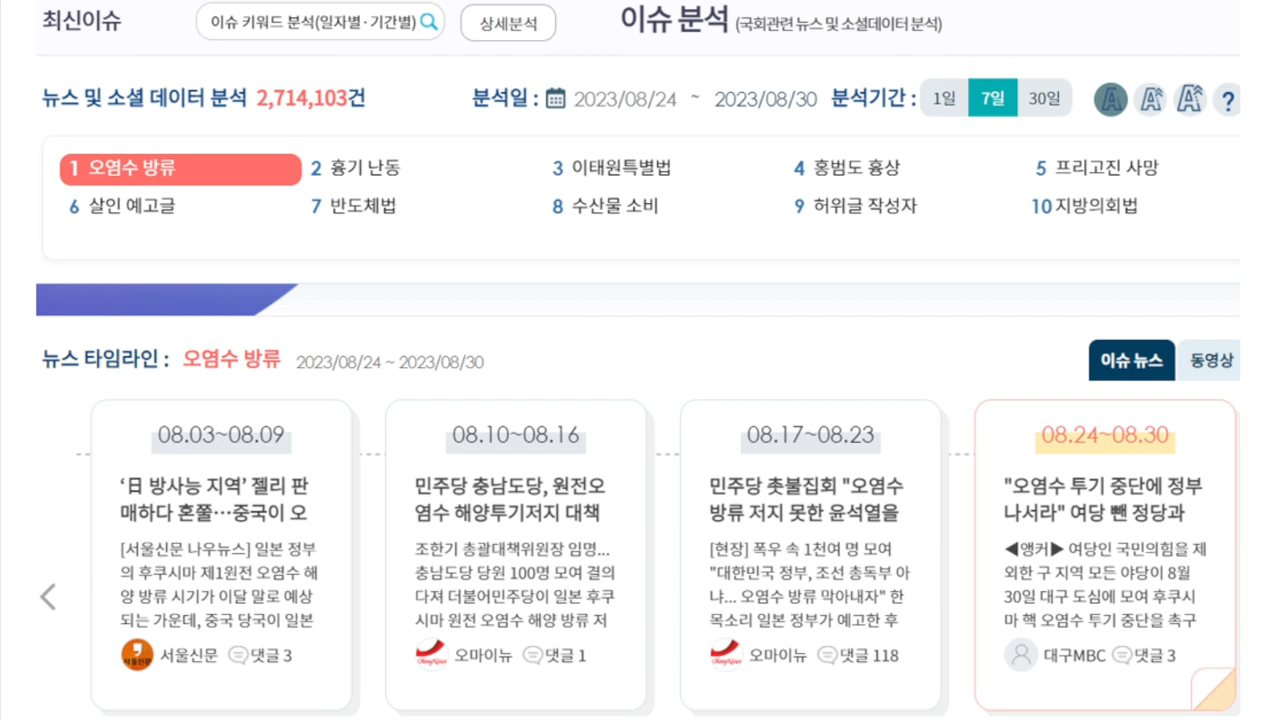 최신이슈 이슈 키워드 분석(일자별·기간별) 상세분석 이슈 분석 (국회관련 뉴스 및 소셜데이터 분석)
뉴스 및 소셜 데이터 분석 2,714,103건 분석일 : 2023/08/24 ~ 2023/08/30 분석기간 : 1일 7일 30일 A A A ?
1 오염수 방류 2 흉기 난동 3 이태원특별법 4 홍범도 흉상 5 프리고진 사망
6 살인 예고글 7 반도체법 8 수산물 소비 9 허위글 작성자 10 지방의회법
뉴스 타임라인 : 오염수 방류 2023/08/24 ~ 2023/08/30 이슈 뉴스 동영상
08.03~08.09
‘日 방사능 지역’ 젤리 판
매하다 혼쭐…중국이 오
[서울신문 나우뉴스] 일본 정부
의 후쿠시마 제1원전 오염수 해
양 방류 시기가 이달 말로 예상
되는 가운데, 중국 당국이 일본
서울신문 서울신문 댓글 3
08.10~08.16
민주당 충남도당, 원전오
염수 해양투기저지 대책
조한기 총괄대책위원장 임명...
충남도당 당원 100명 모여 결의
다져 더불어민주당이 일본 후쿠
시마 원전 오염수 해양 방류 저
OhmyNews 오마이뉴 댓글 1
08.17~08.23
민주당 촛불집회 "오염수
방류 저지 못한 윤석열을
[현장] 폭우 속 1천여 명 모여
"대한민국 정부, 조선 총독부 아
냐... 오염수 방류 막아내자" 한
목소리 일본 정부가 예고한 후
OhmyNews 오마이뉴 댓글 118
08.24~08.30
"오염수 투기 중단에 정부
나서라" 여당 뺀 정당과
◀앵커▶ 여당인 국민의힘을 제
외한 구 지역 모든 야당이 8월
30일 대구 도심에 모여 후쿠시
마 핵 오염수 투기 중단을 촉구
대구MBC 댓글 3